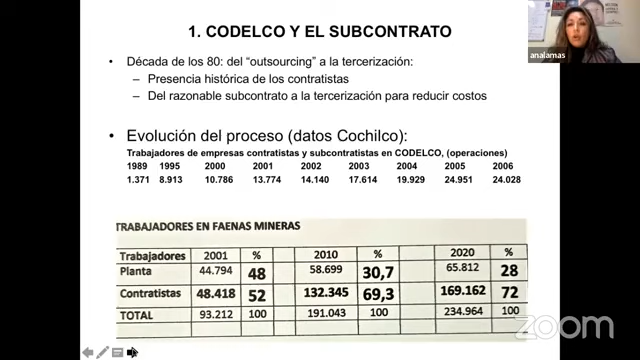 1. CODELCO Y EL SUBCONTRATO
• Década de los 80: del "outsourcing" a la tercerización:
– Presencia histórica de los contratistas
– Del razonable subcontrato a la tercerización para reducir costos
• Evolución del proceso (datos Cochilco):
Trabajadores de empresas contratistas y subcontratistas en CODELCO, (operaciones)
1989 1995 2000 2001 2002 2003 2004 2005 2006
1.371 8.913 10.786 13.774 14.140 17.614 19.929 24.951 24.028
TRABAJADORES EN FAENAS MINERAS
Trabajadores 2001 % 2010 % 2020 %
Planta 44.794 48 58.699 30,7 65.812 28
Contratistas 48.418 52 132.345 69,3 169.162 72
TOTAL 93.212 100 191.043 100 234.964 100
analamas
zoom